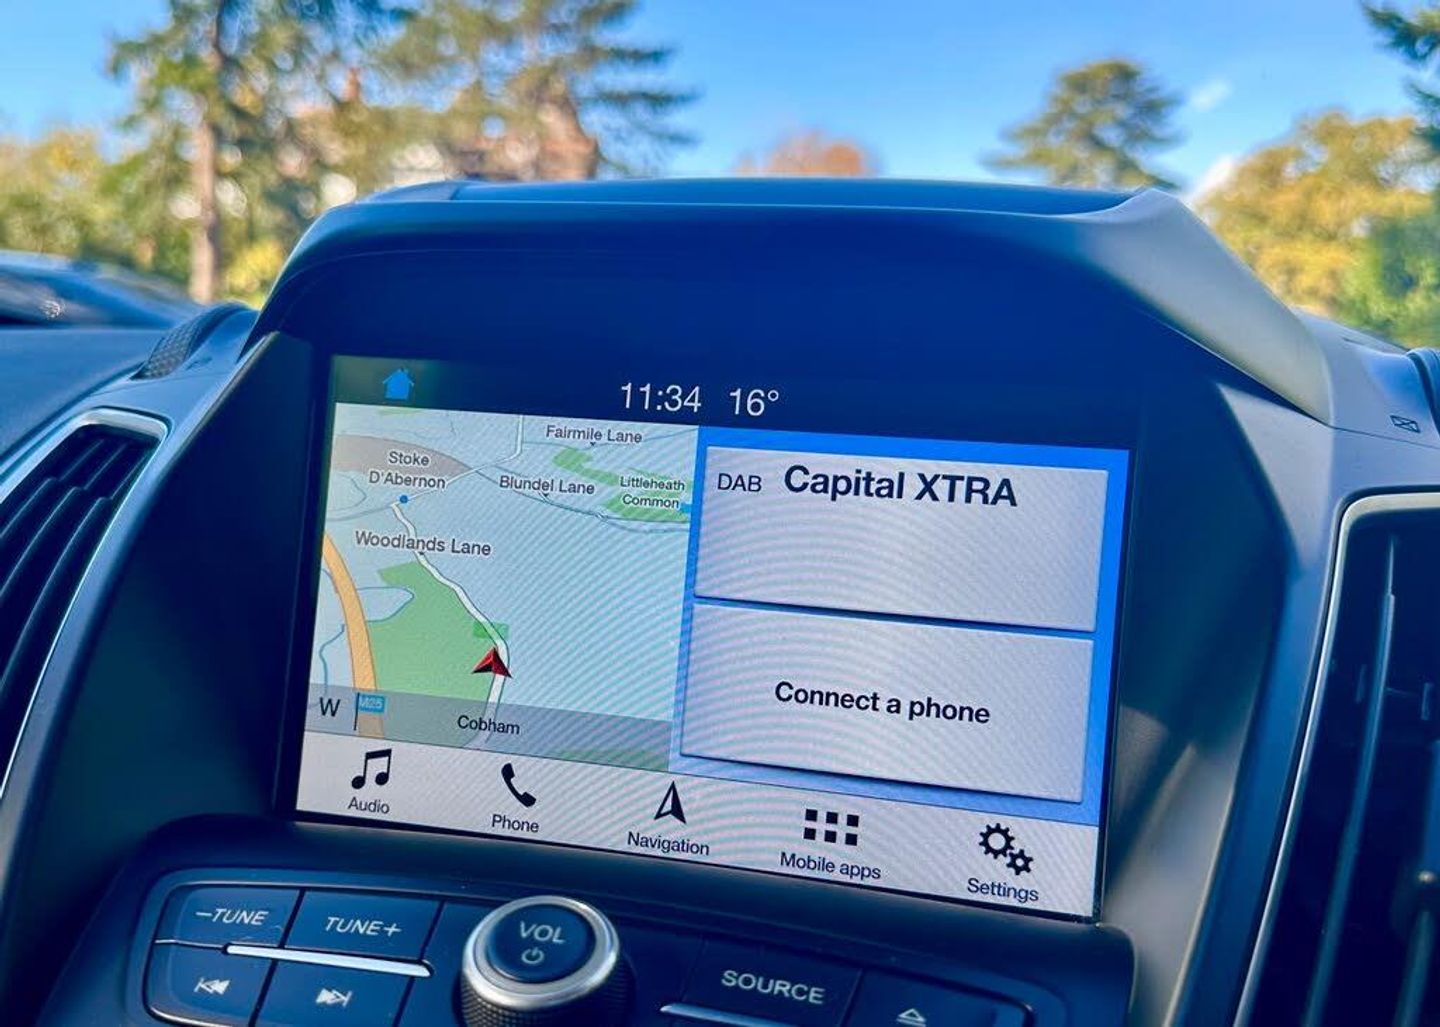 11:34 16°
Fairmile Lane
Stoke
D'Abernon
Blundel Lane
Littleheath
Common
Woodlands Lane
W
M25
Cobham
DAB Capital XTRA
Connect a phone
Audio
Phone
Navigation
Mobile apps
Settings
–TUNE
TUNE+
VOL
SOURCE